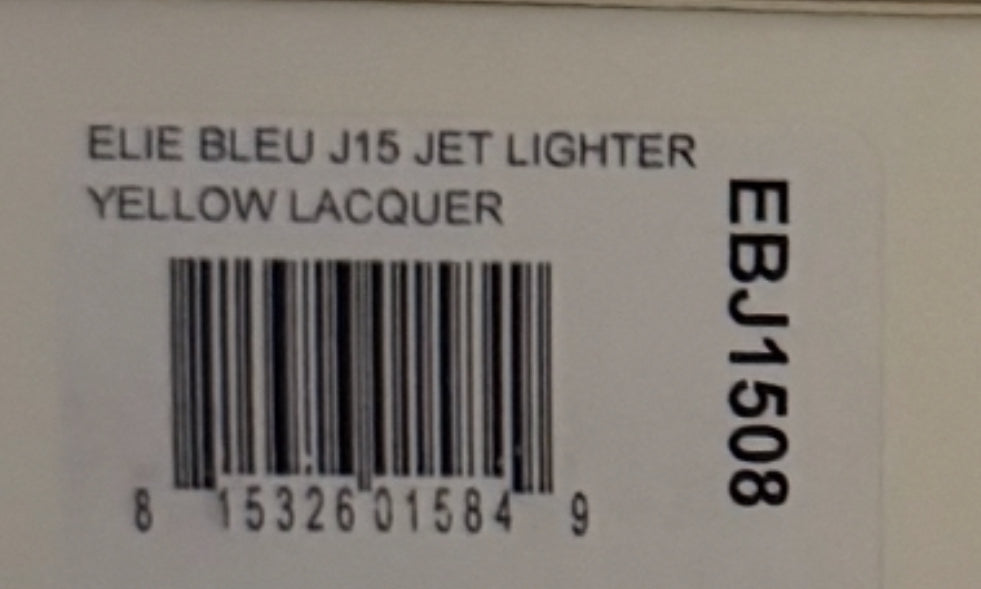 ELIE BLEU J15 JET LIGHTER
YELLOW LACQUER
EBJ1508
8 15326 01584 9